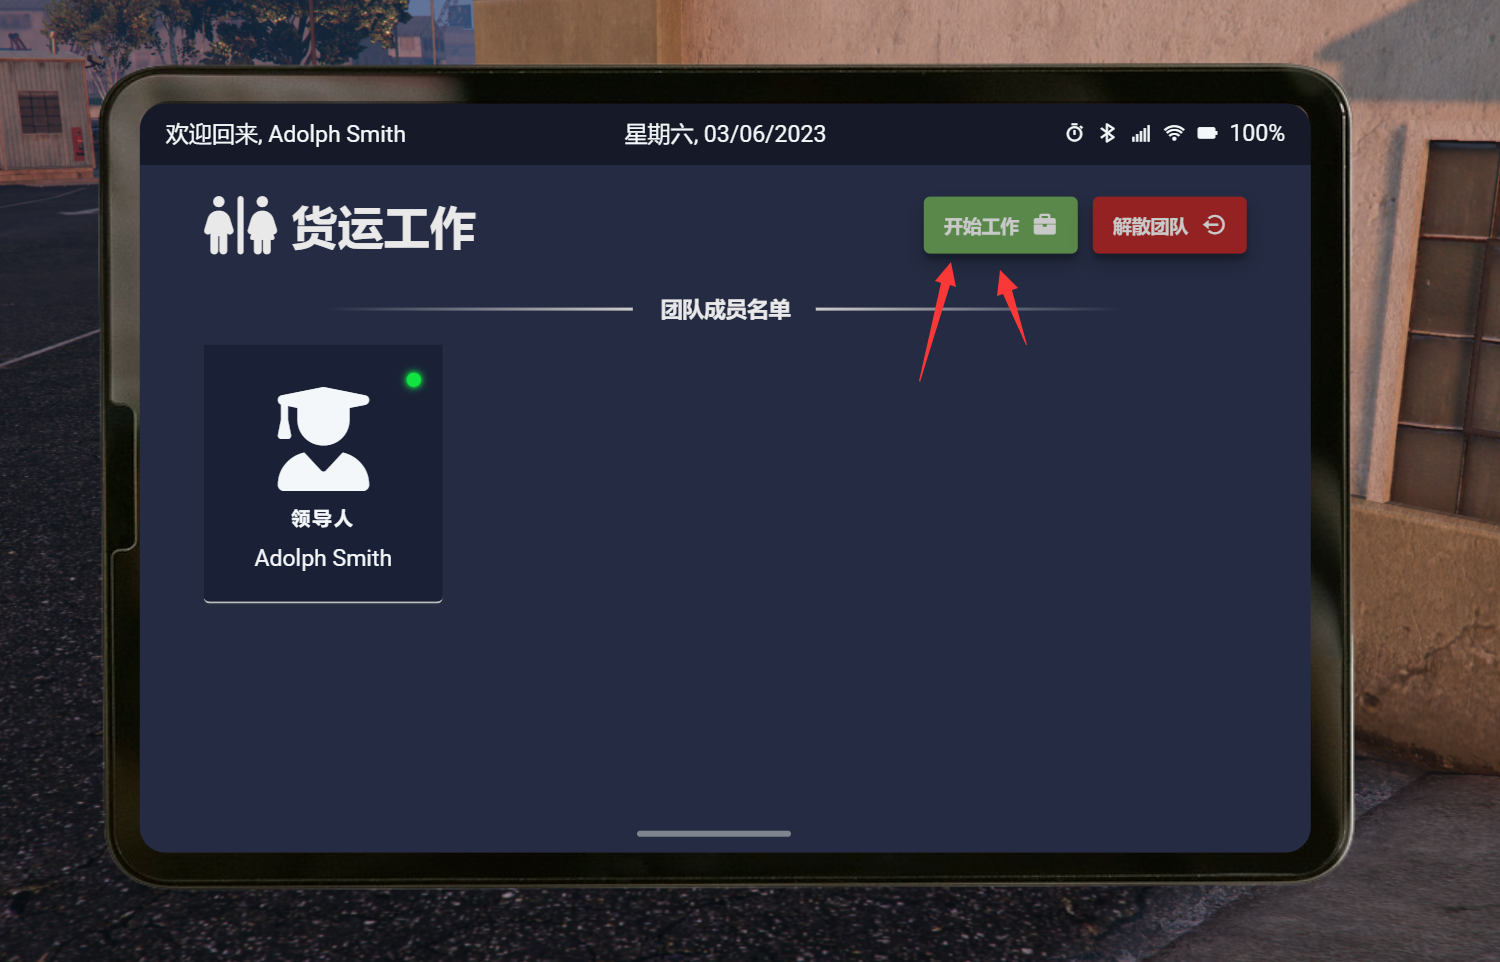 欢迎回来, Adolph Smith
星期六, 03/06/2023
100%
货运工作
开始工作
解散团队
团队成员名单
领导人
Adolph Smith